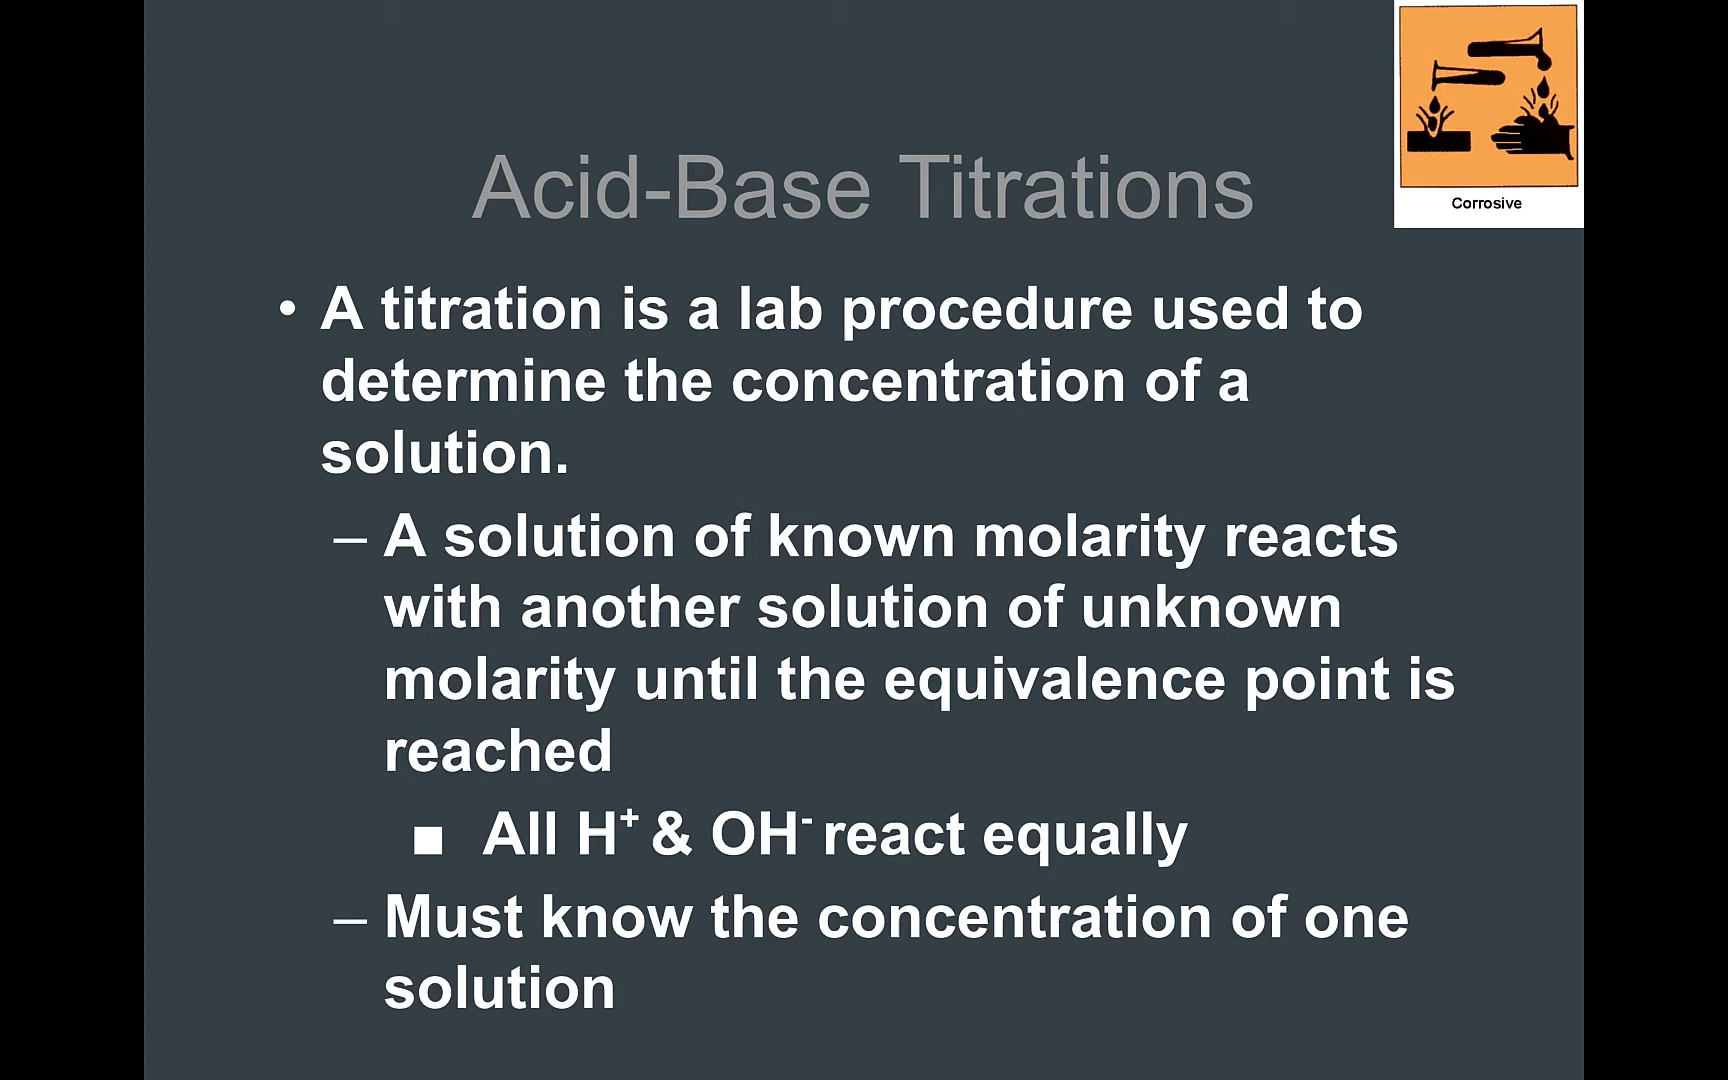 Corrosive
Acid-Base Titrations
• A titration is a lab procedure used to
determine the concentration of a
solution.
– A solution of known molarity reacts
with another solution of unknown
molarity until the equivalence point is
reached
■ All H⁺ & OH⁻ react equally
– Must know the concentration of one
solution